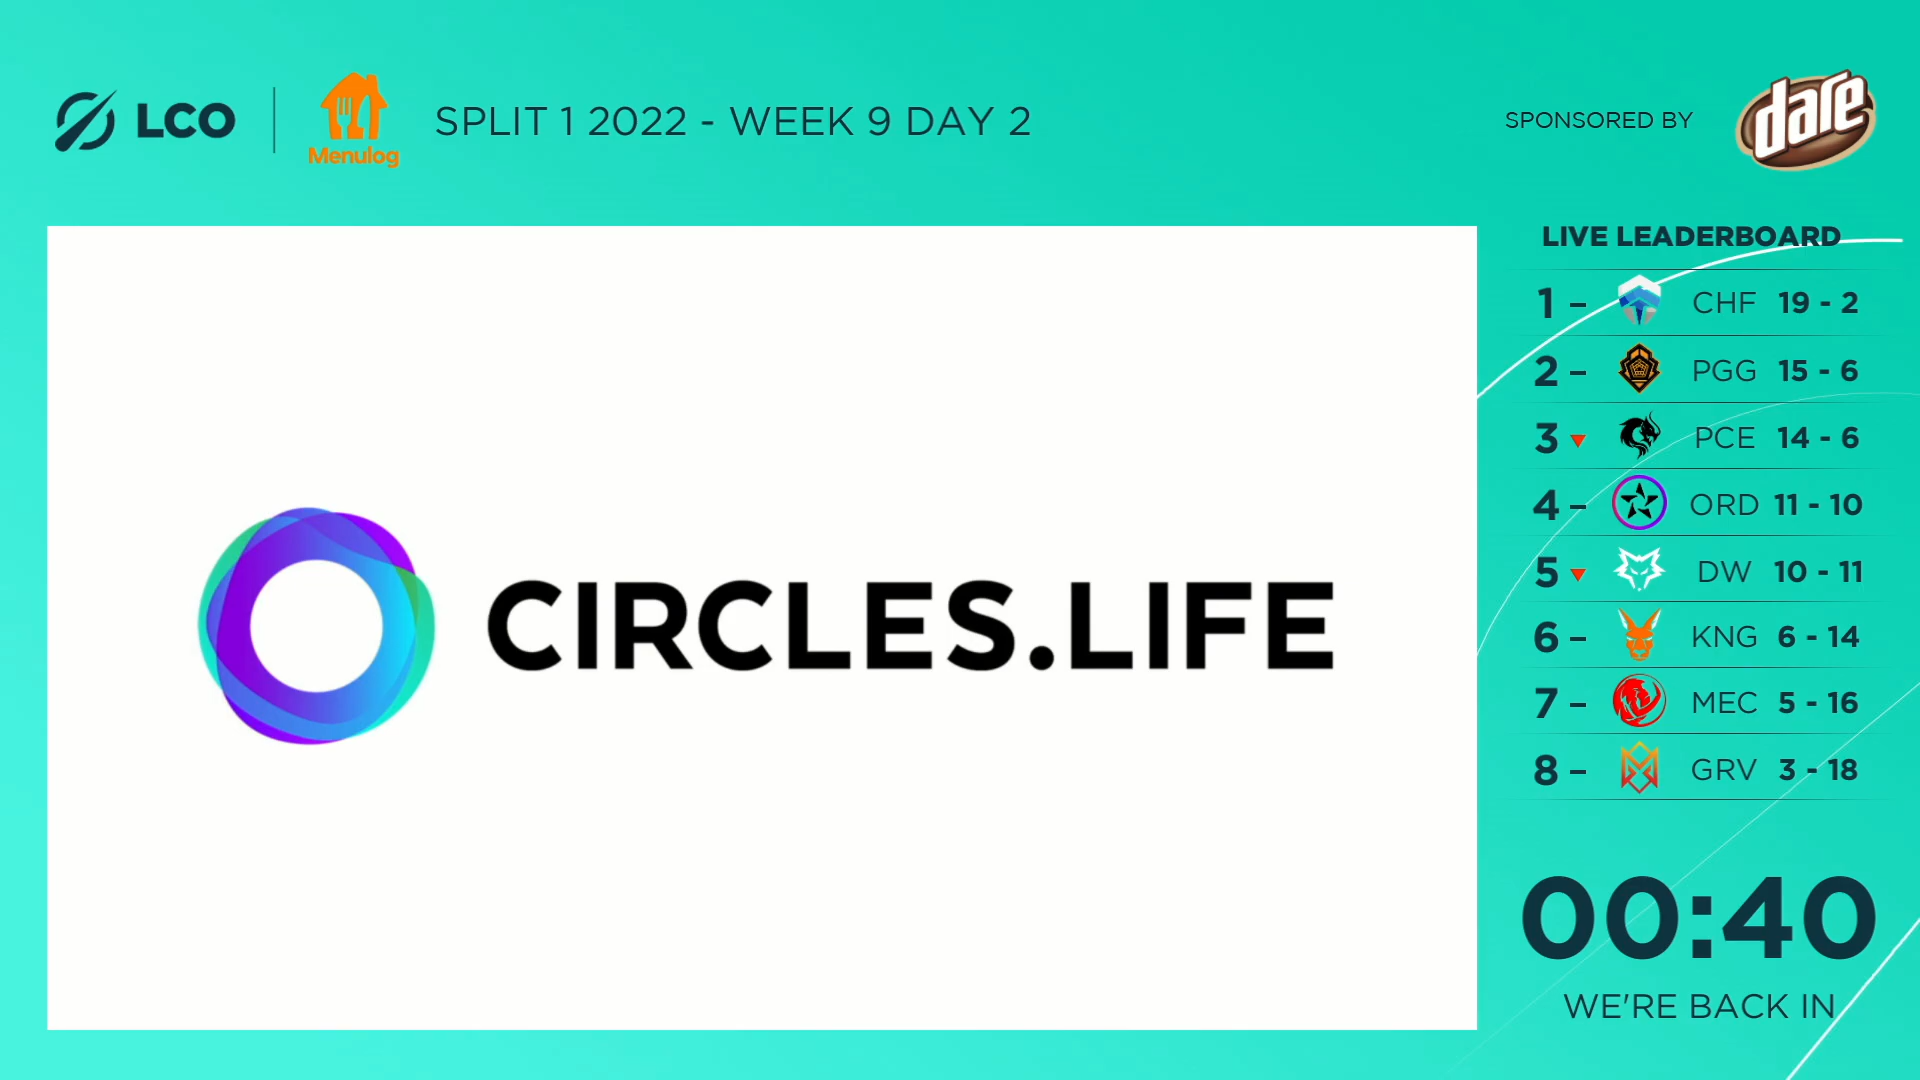 LCO
Menulog
SPLIT 1 2022 - WEEK 9 DAY 2
SPONSORED BY
dare
CIRCLES.LIFE
LIVE LEADERBOARD
1 - CHF 19 - 2
2 - PGG 15 - 6
3 PCE 14 - 6
4 - ORD 11 - 10
5 DW 10 - 11
6 - KNG 6 - 14
7 - MEC 5 - 16
8 - GRV 3 - 18
00:40
WE'RE BACK IN